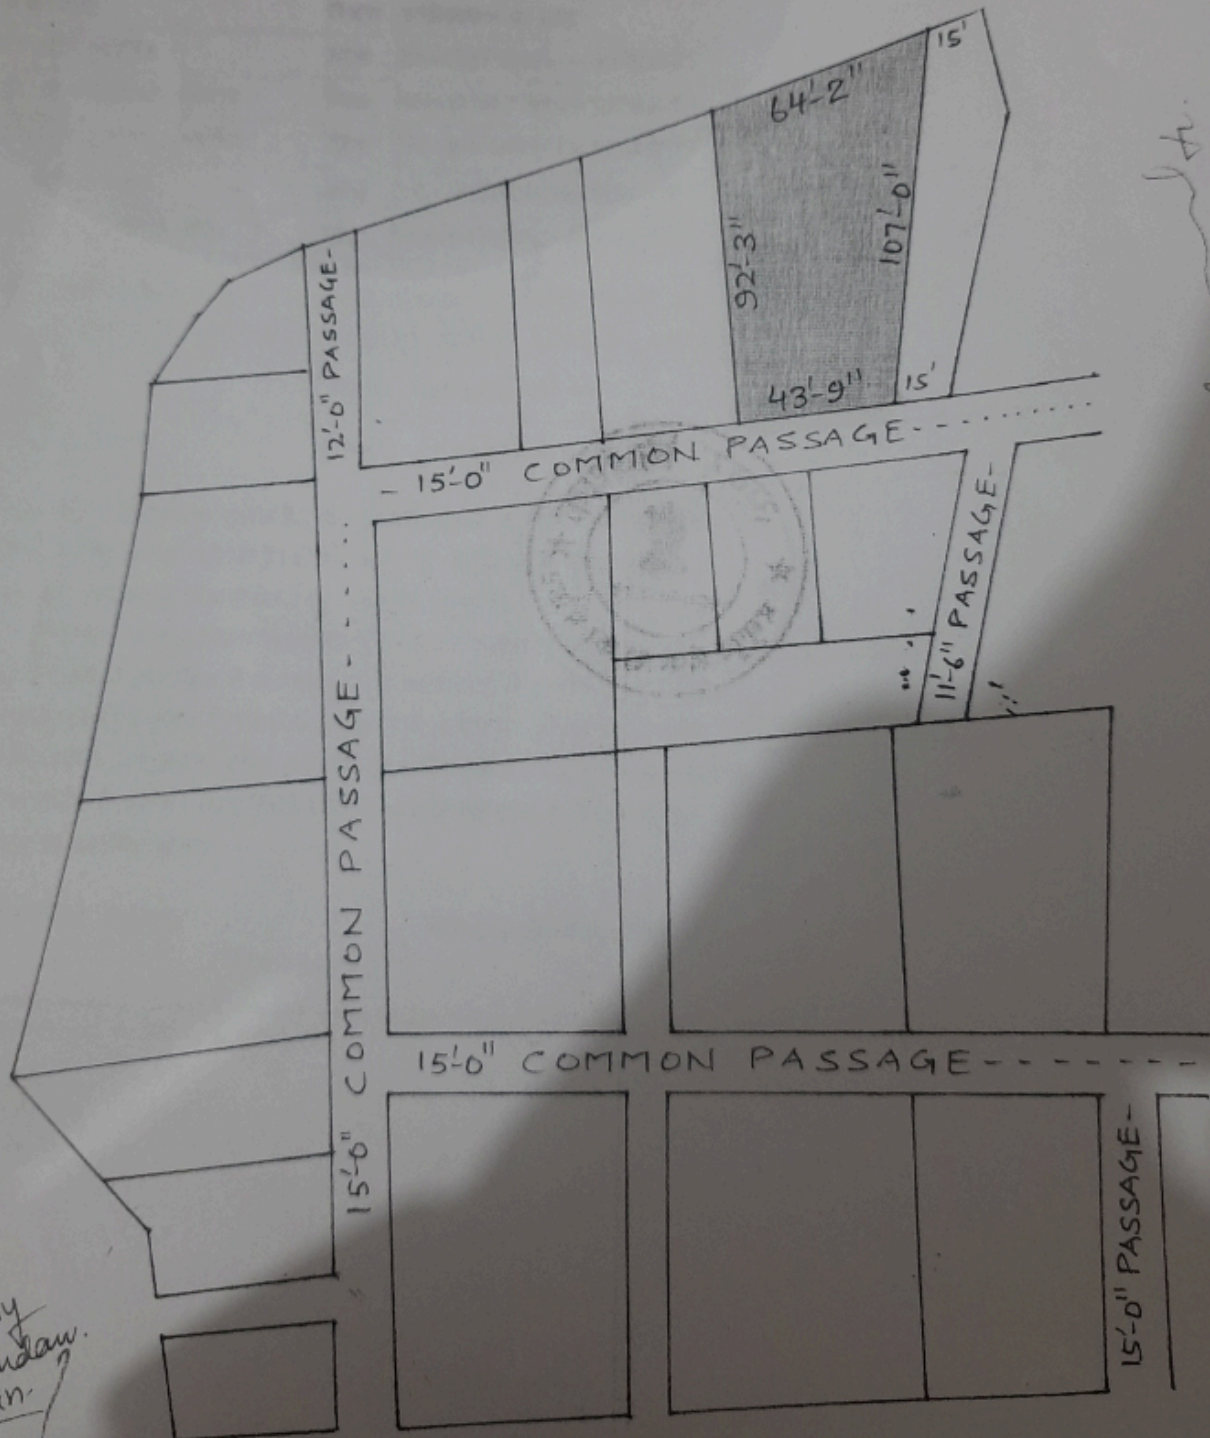 15'
64'-2"
107'-0"
92'-3"
43'-9"
15'
12'-0" PASSAGE-
- 15'-0" COMMON PASSAGE-----
11'-6" PASSAGE-
15'-0" COMMON PASSAGE------
15'-0" COMMON PASSAGE------
15'-0" PASSAGE-